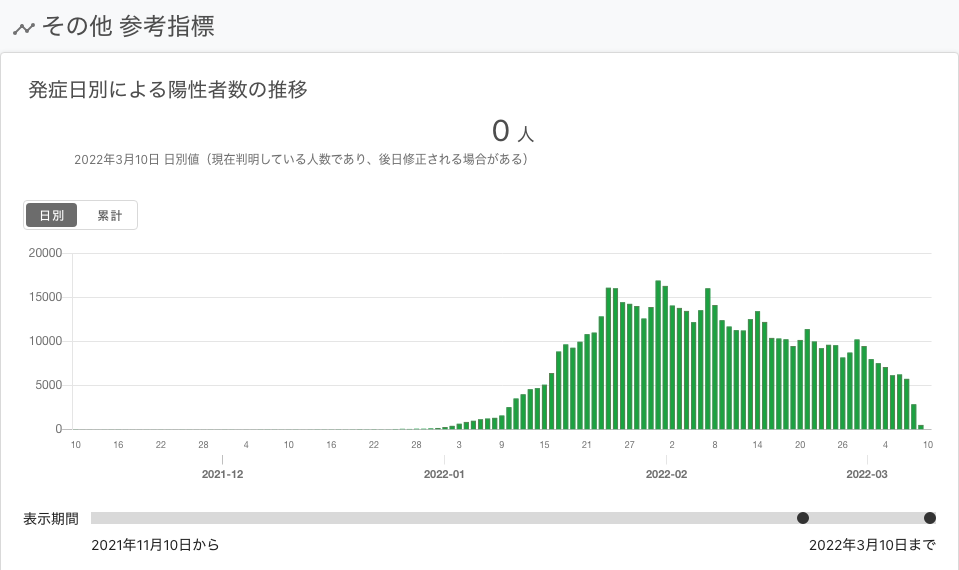 その他 参考指標
発症日別による陽性者数の推移
0 人
2022年3月10日 日別値（現在判明している人数であり、後日修正される場合がある）
日別 累計
20000
15000
10000
5000
0
10 16 22 28 4 10 16 22 28 3 9 15 21 27 2 8 14 20 26 4 10
2021-12 2022-01 2022-02 2022-03
表示期間
2021年11月10日から 2022年3月10日まで